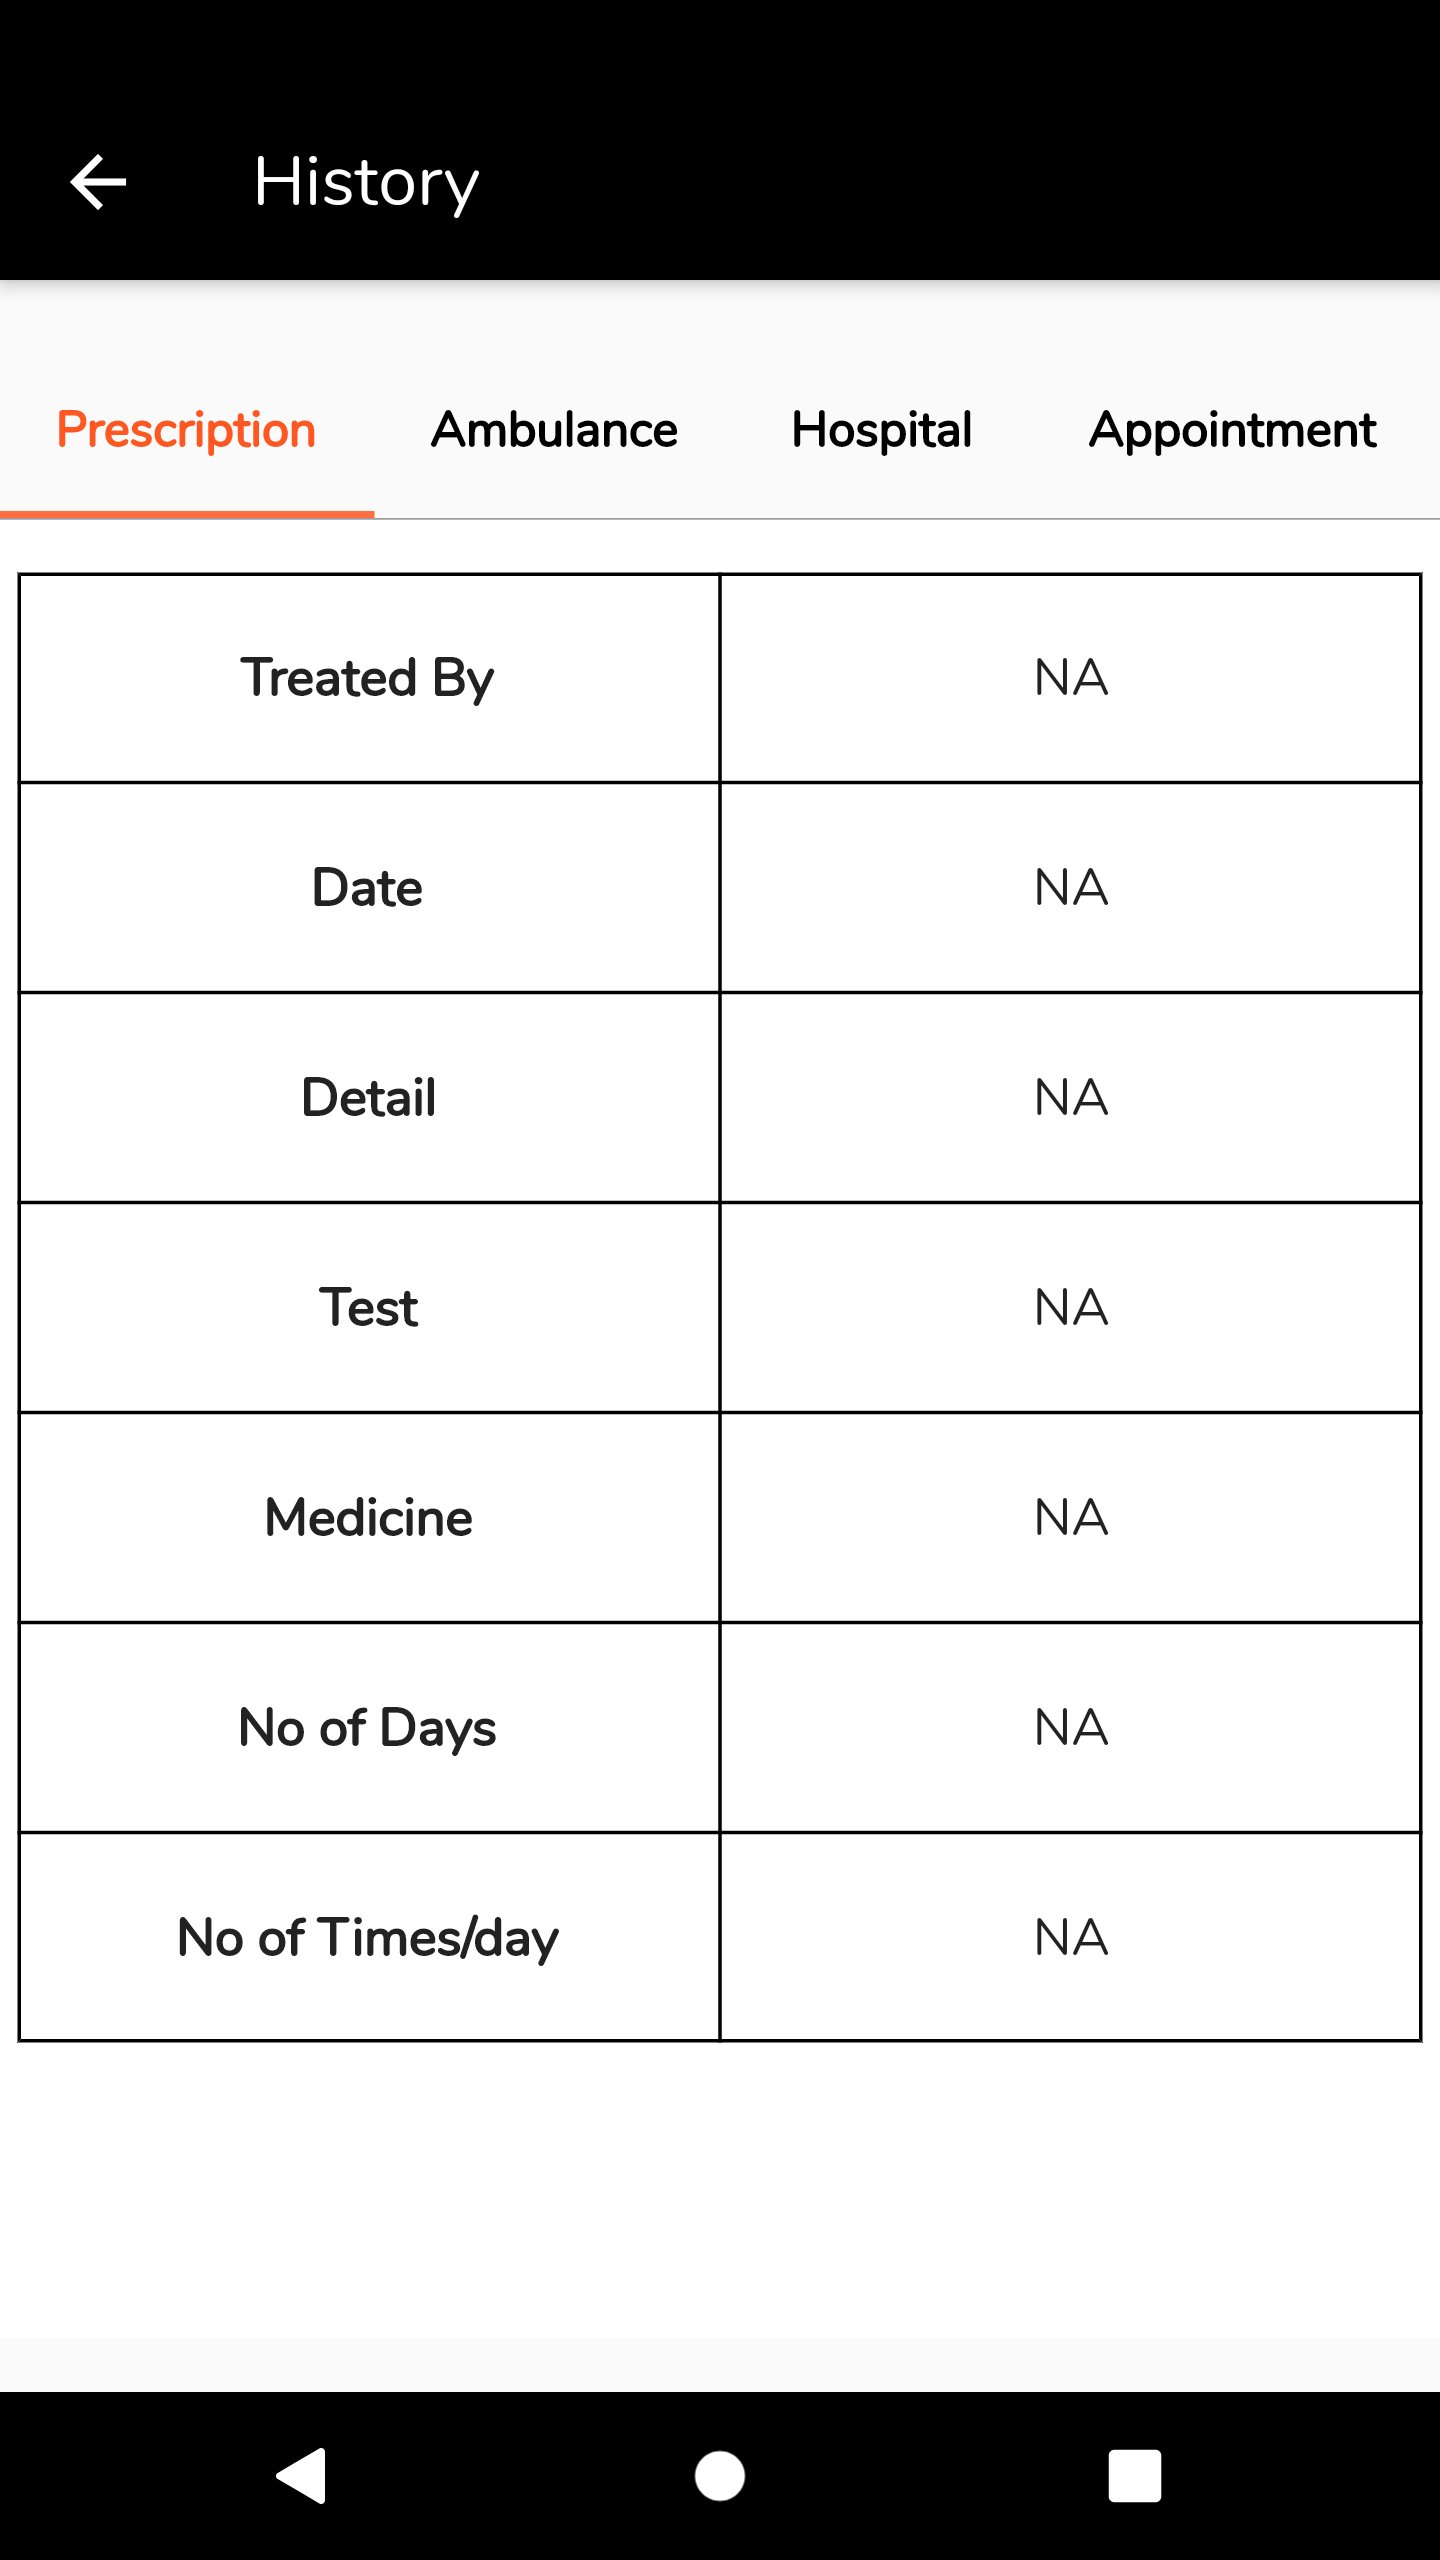 History
Prescription Ambulance Hospital Appointment
Treated By NA
Date NA
Detail NA
Test NA
Medicine NA
No of Days NA
No of Times/day NA